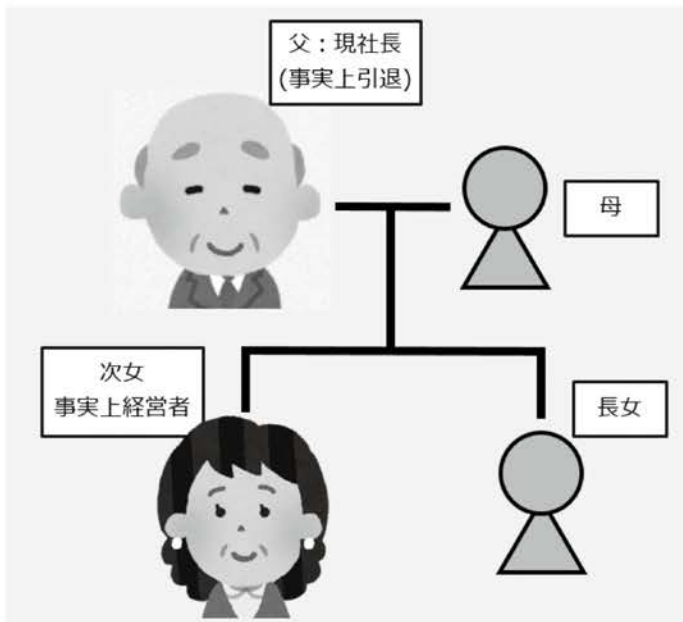 父：現社長
(事実上引退)
母
次女
事実上経営者
長女